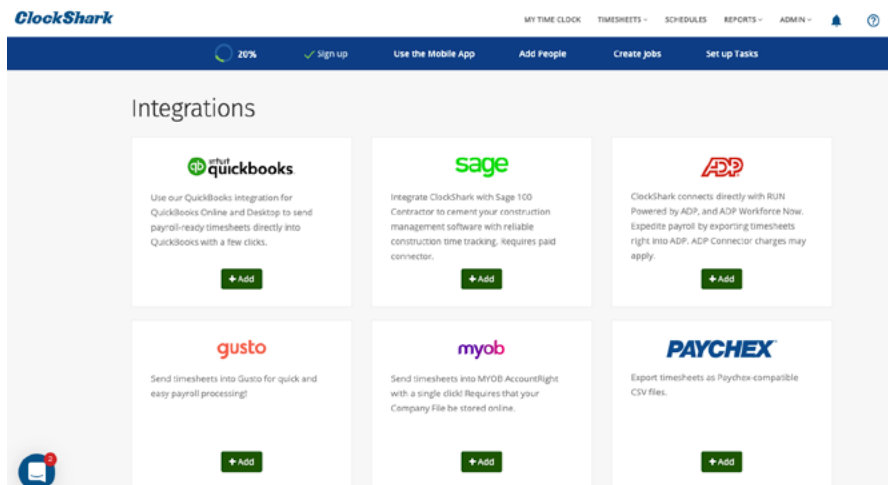 ClockShark
MY TIME CLOCK TIMESHEETS SCHEDULES REPORTS ADMIN
20% Sign up Use the Mobile App Add People Create Jobs Set up Tasks
Integrations
intuit
qb quickbooks.
Use our QuickBooks integration for
QuickBooks Online and Desktop to send
payroll-ready timesheets directly into
QuickBooks with a few clicks.
+ Add
sage
Integrate ClockShark with Sage 100
Contractor to cement your construction
management software with reliable
construction time tracking. Requires paid
connector.
+ Add
ADP
ClockShark connects directly with RUN
Powered by ADP, and ADP Workforce Now.
Expedite payroll by exporting timesheets
right into ADP. ADP Connector charges may
apply.
+ Add
gusto
Send timesheets into Gusto for quick and
easy payroll processing!
+ Add
myob
Send timesheets into MYOB AccountRight
with a single click! Requires that your
Company File be stored online.
+ Add
PAYCHEX
Export timesheets as Paychex-compatible
CSV files.
+ Add
2